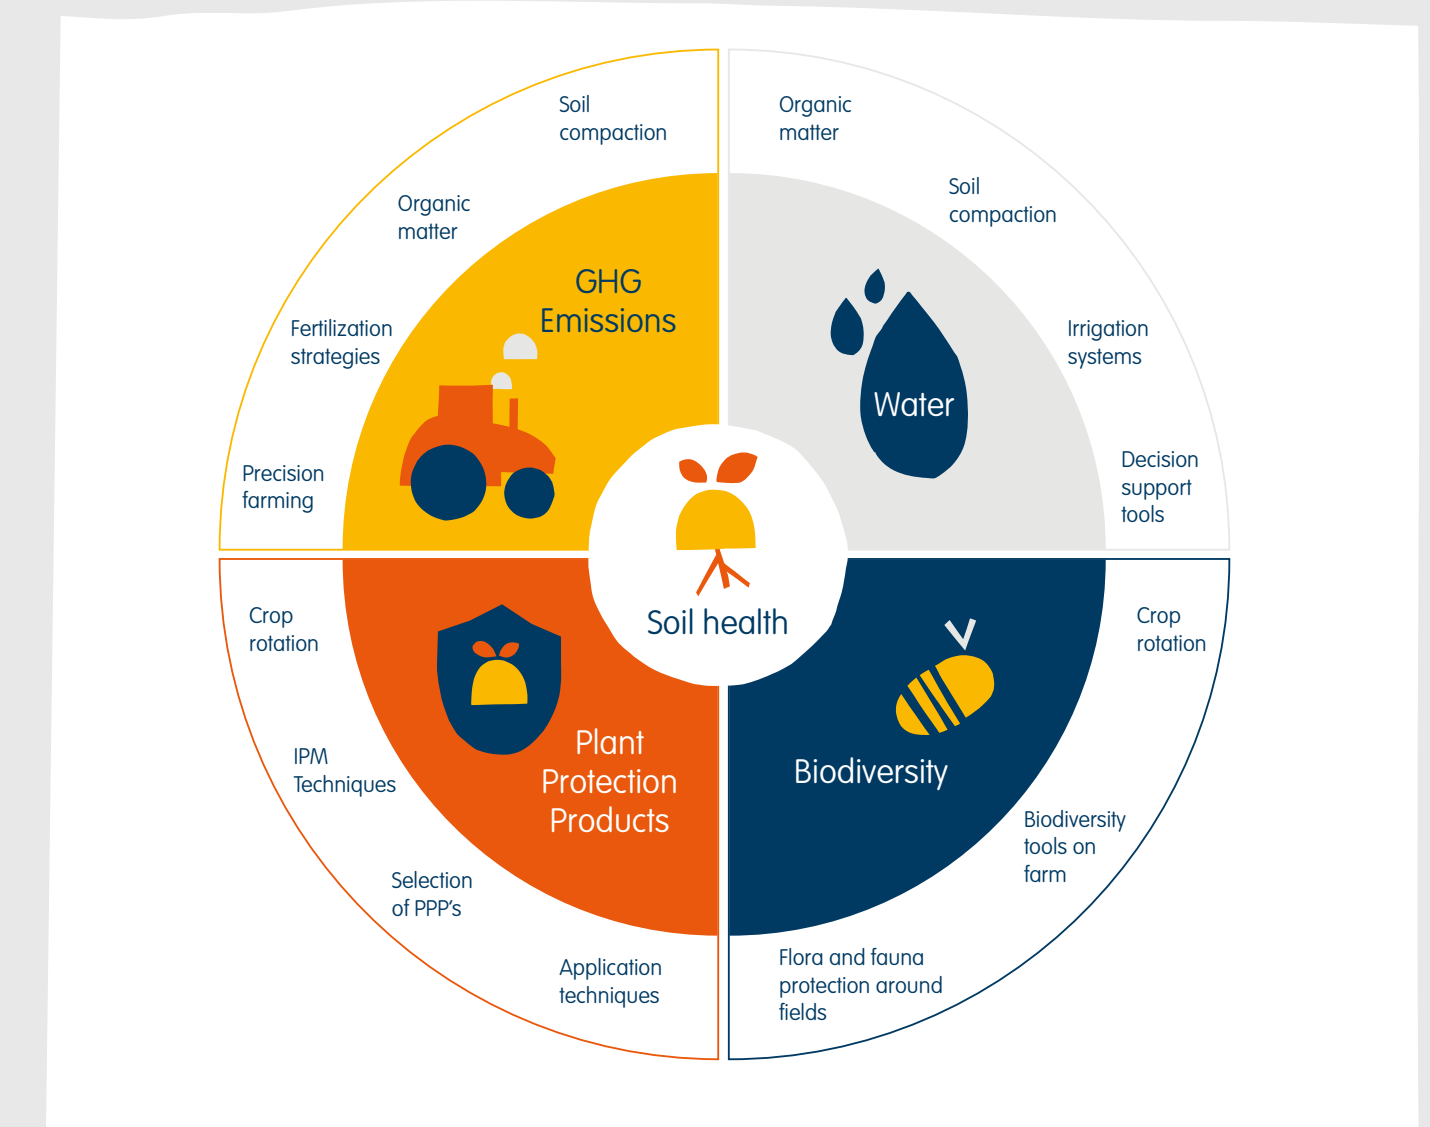 Soil
compaction
Organic
matter
Fertilization
strategies
Precision
farming
GHG
Emissions
Organic
matter
Soil
compaction
Irrigation
systems
Decision
support
tools
Water
Soil health
Crop
rotation
IPM
Techniques
Selection
of PPP's
Application
techniques
Plant
Protection
Products
Biodiversity
Crop
rotation
Biodiversity
tools on
farm
Flora and fauna
protection around
fields